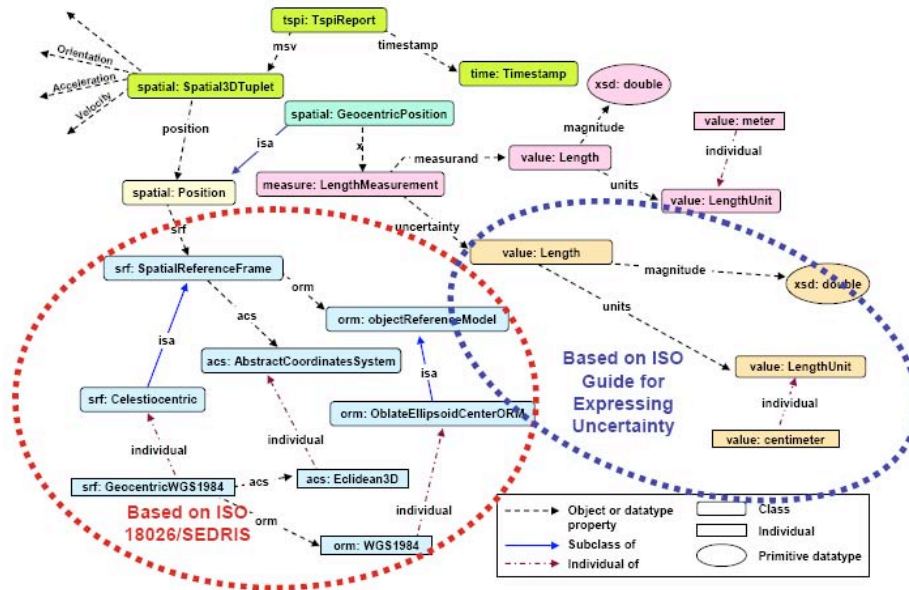 tspi: TspiReport
msv
timestamp
Orientation
Acceleration
Velocity
spatial: Spatial3DTuplet
time: Timestamp
xsd: double
spatial: GeocentricPosition
value: meter
position
isa
x
magnitude
individual
measurand
value: Length
units
spatial: Position
measure: LengthMeasurement
value: LengthUnit
srf
uncertainty
value: Length
magnitude
srf: SpatialReferenceFrame
xsd: double
orm
units
acs
orm: objectReferenceModel
isa
acs: AbstractCoordinatesSystem
isa
Based on ISO
Guide for
Expressing
Uncertainty
value: LengthUnit
srf: Celestiocentric
orm: OblateEllipsoidCenterORM
individual
individual
individual
value: centimeter
srf: GeocentricWGS1984
acs
acs: Eclidean3D
individual
Based on ISO
18026/SEDRIS
orm
orm: WGS1984
Object or datatype
property
Subclass of
Individual of
Class
Individual
Primitive datatype